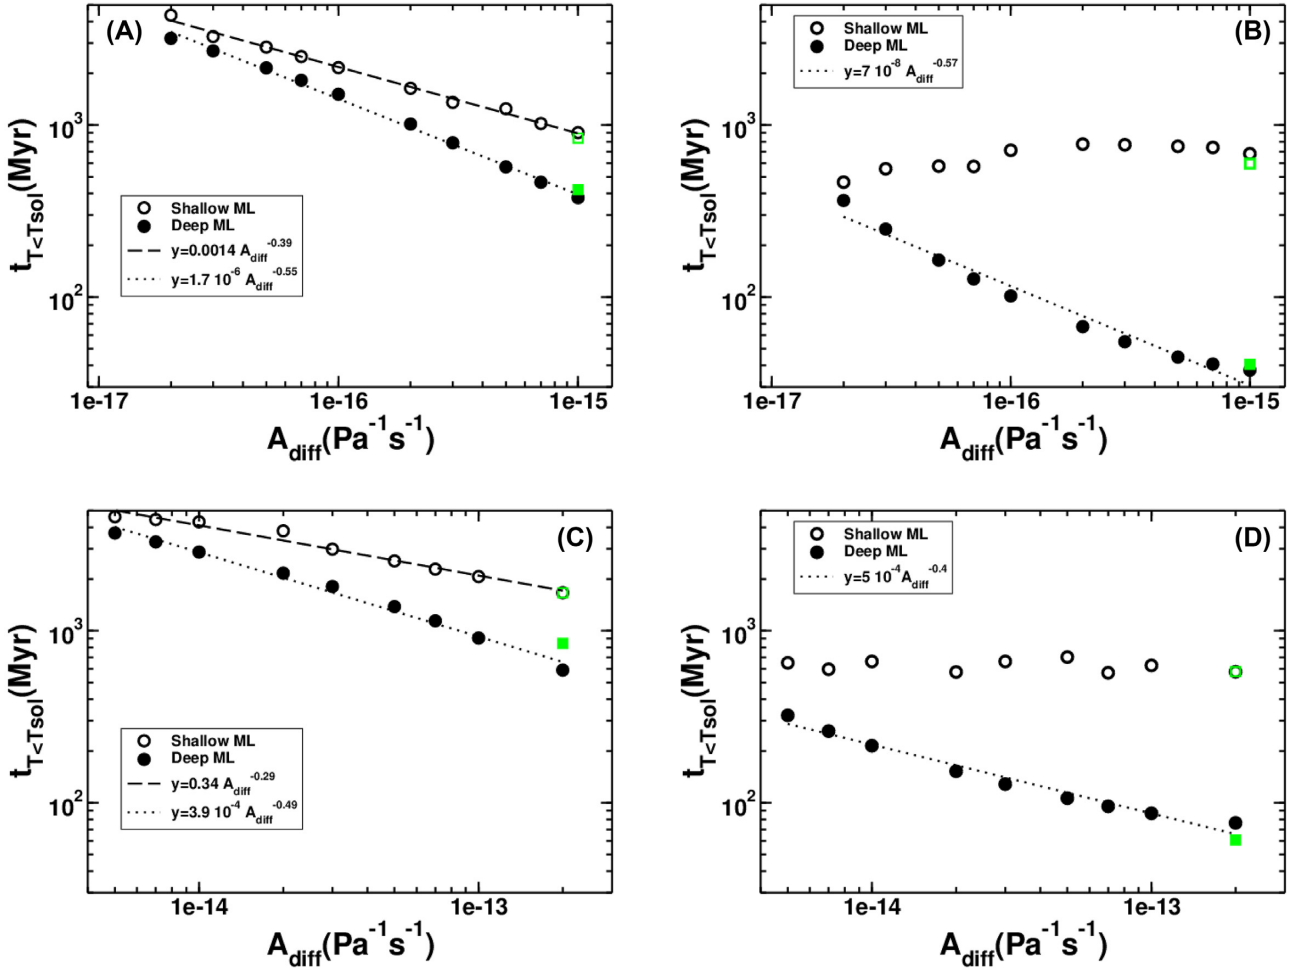 (A)
10^3
10^2
t_T<Tsol (Myr)
Shallow ML
Deep ML
y=0.0014 A_diff^-0.39
y=1.7 10^-6 A_diff^-0.55
1e-17 1e-16 1e-15
A_diff(Pa^-1 s^-1)
(B)
Shallow ML
Deep ML
y=7 10^-8 A_diff^-0.57
10^3
10^2
t_T<Tsol (Myr)
1e-17 1e-16 1e-15
A_diff(Pa^-1 s^-1)
(C)
10^3
10^2
t_T<Tsol (Myr)
Shallow ML
Deep ML
y=0.34 A_diff^-0.29
y=3.9 10^-4 A_diff^-0.49
1e-14 1e-13
A_diff(Pa^-1 s^-1)
(D)
Shallow ML
Deep ML
y=5 10^-4 A_diff^-0.4
10^3
10^2
t_T<Tsol (Myr)
1e-14 1e-13
A_diff(Pa^-1 s^-1)